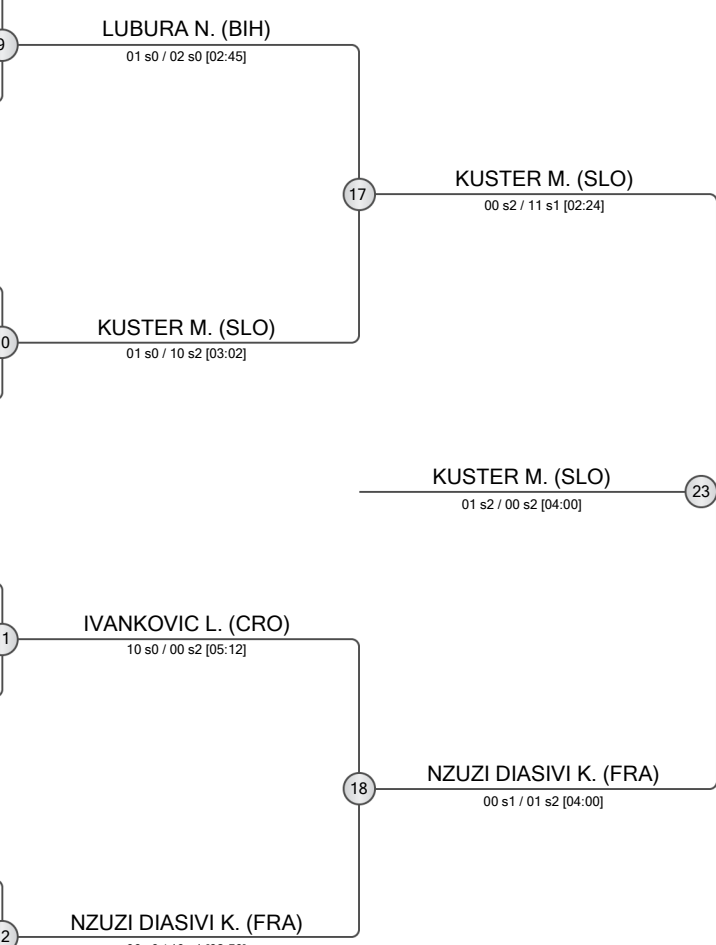 9
LUBURA N. (BIH)
01 s0 / 02 s0 [02:45]
17
KUSTER M. (SLO)
00 s2 / 11 s1 [02:24]
0
KUSTER M. (SLO)
01 s0 / 10 s2 [03:02]
KUSTER M. (SLO)
01 s2 / 00 s2 [04:00]
23
1
IVANKOVIC L. (CRO)
10 s0 / 00 s2 [05:12]
18
NZUZI DIASIVI K. (FRA)
00 s1 / 01 s2 [04:00]
2
NZUZI DIASIVI K. (FRA)